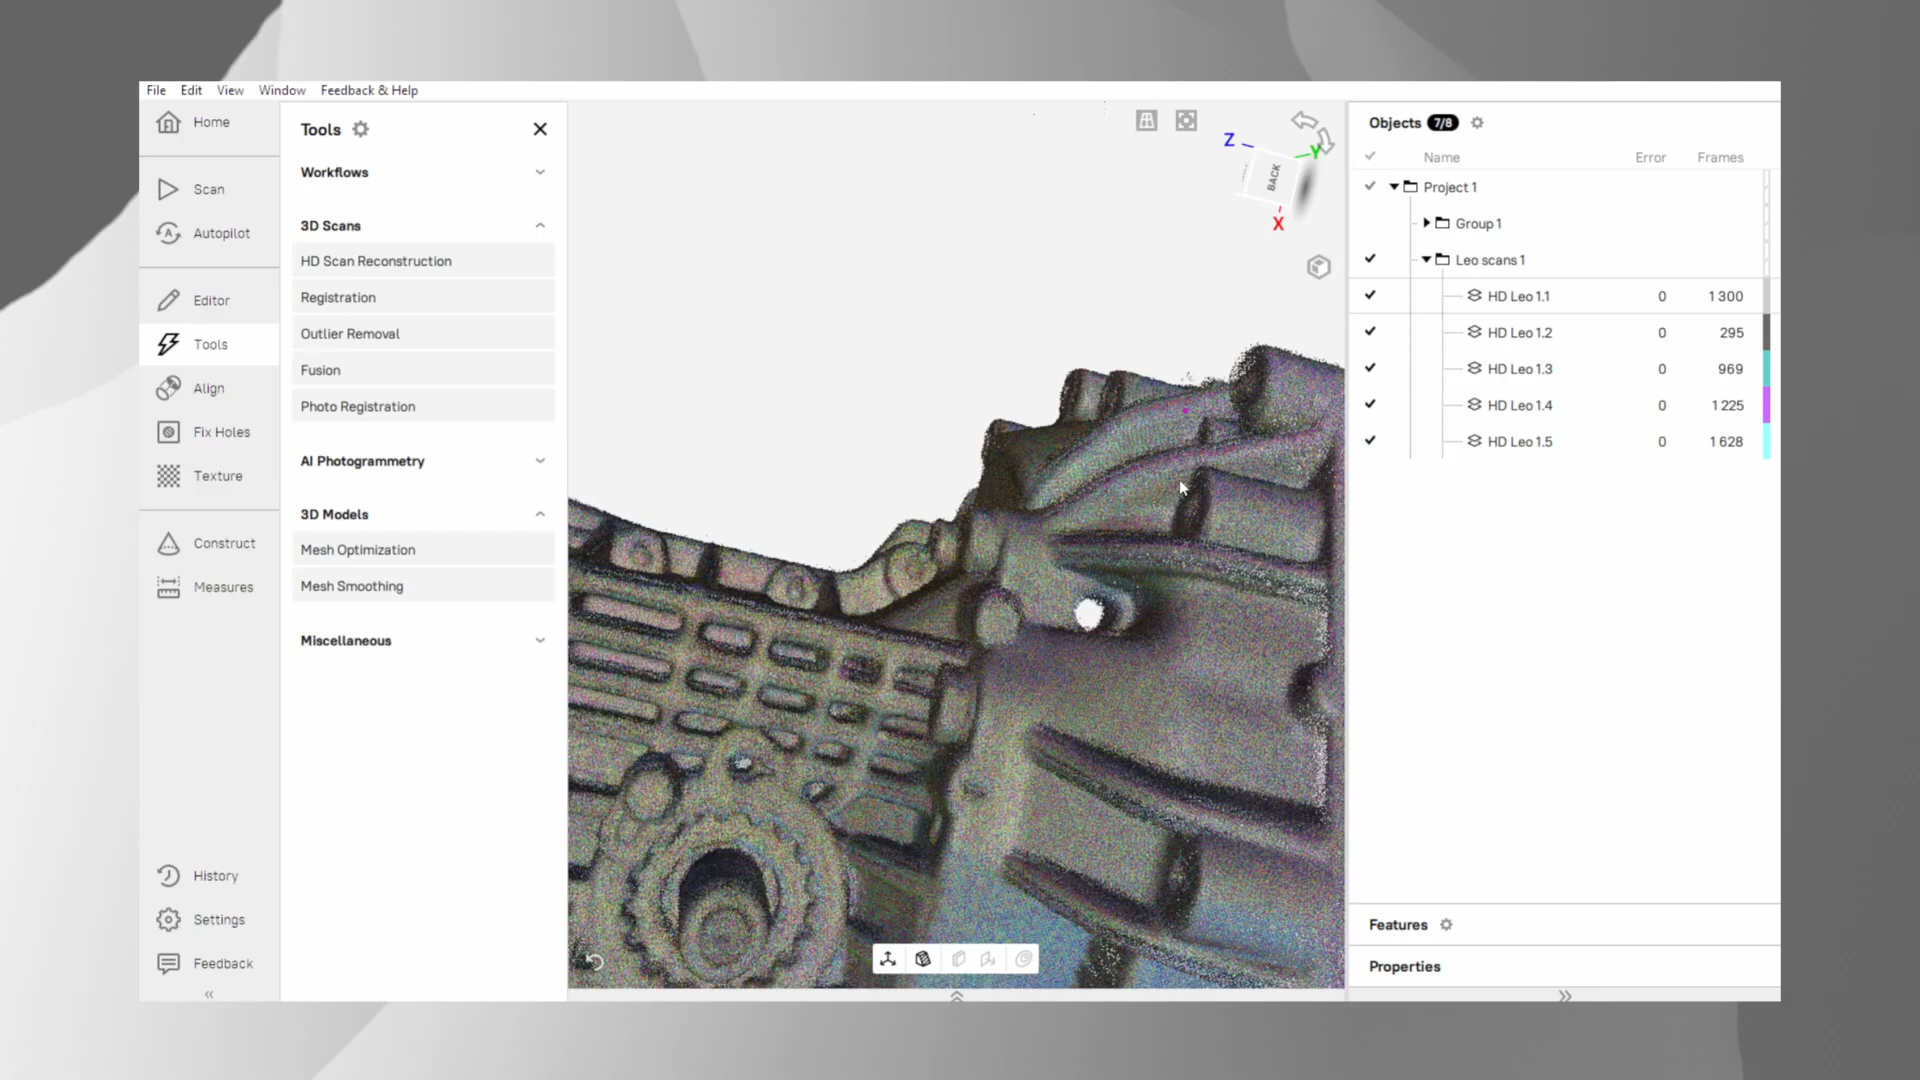 File Edit View Window Feedback & Help
Home
Scan
Autopilot
Editor
Tools
Align
Fix Holes
Texture
Construct
Measures
History
Settings
Feedback
Tools
Workflows
3D Scans
HD Scan Reconstruction
Registration
Outlier Removal
Fusion
Photo Registration
AI Photogrammetry
3D Models
Mesh Optimization
Mesh Smoothing
Miscellaneous
Z
Y
BACK
X
Objects 7/8
Name Error Frames
Project 1
Group 1
Leo scans 1
HD Leo 1.1 0 1 300
HD Leo 1.2 0 295
HD Leo 1.3 0 969
HD Leo 1.4 0 1 225
HD Leo 1.5 0 1 628
Features
Properties